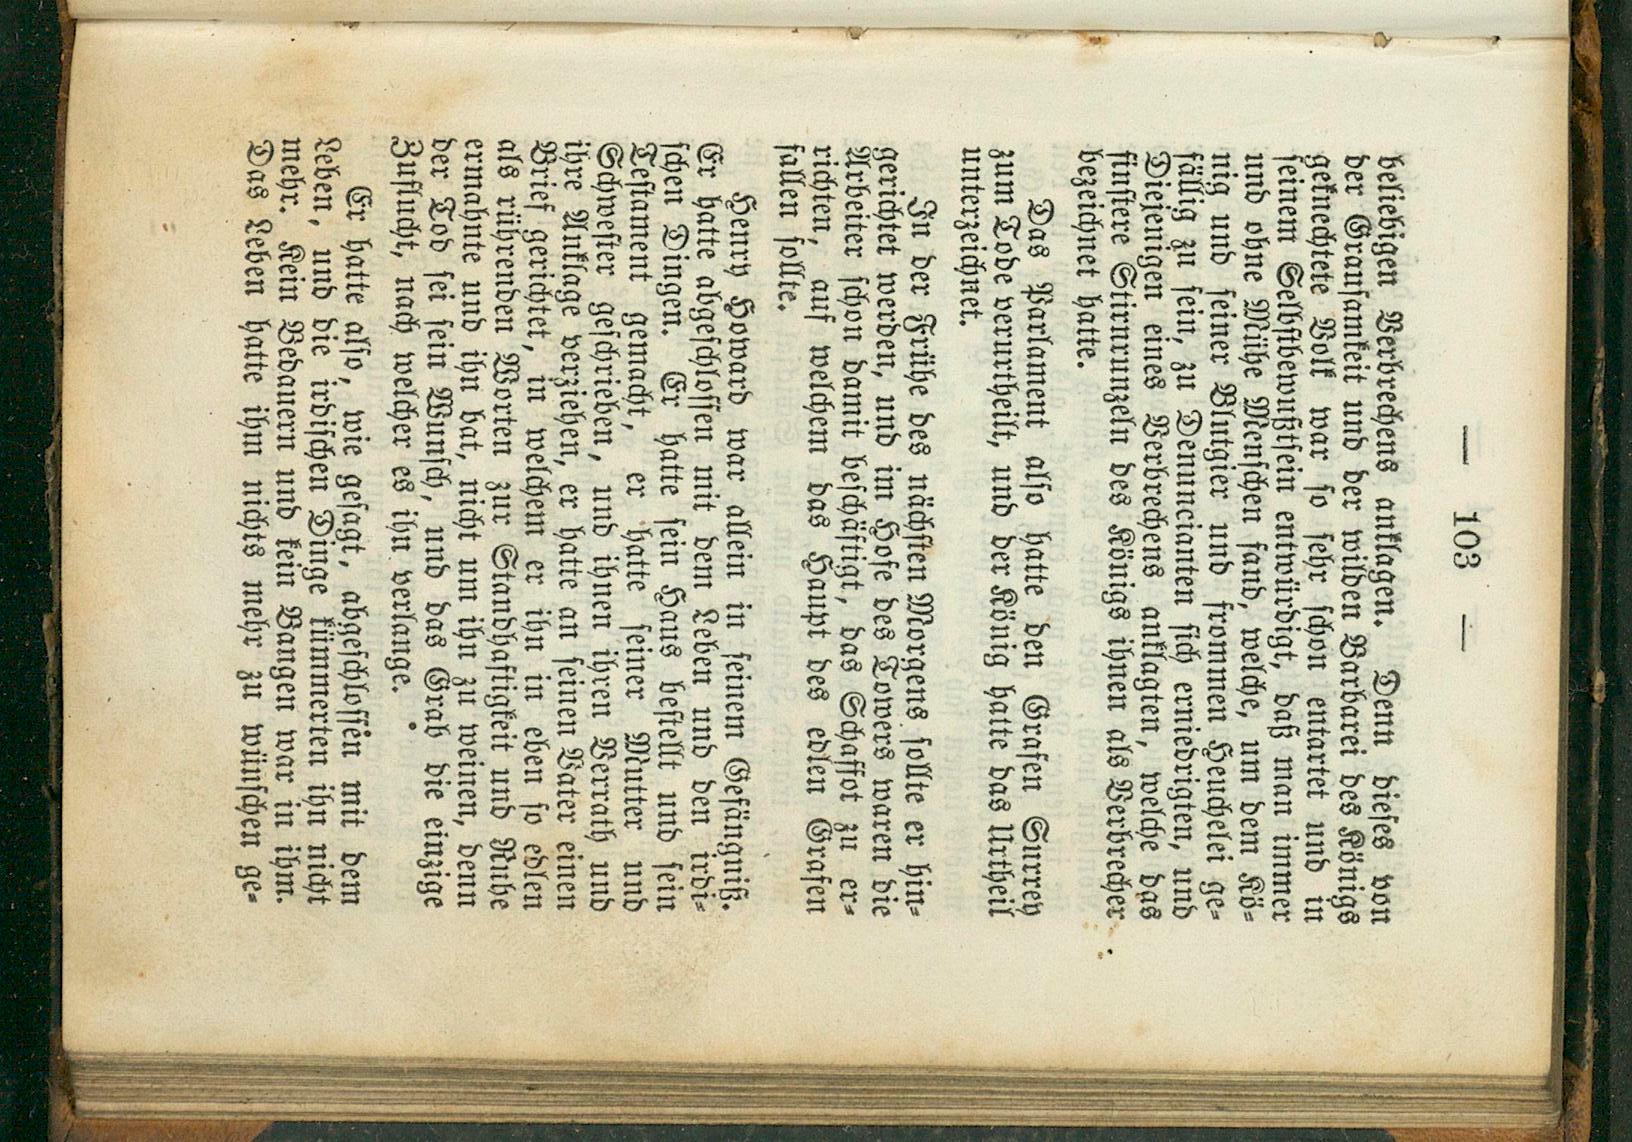 — 103 —
beliebigen Verbrechens anklagen. Denn dieses von
der Grausamkeit und der wilden Barbarei des Königs
geknechtete Volk war so sehr schon entartet und in
seinem Selbstbewußtsein entwürdigt, daß man immer
und ohne Mühe Menschen fand, welche, um dem Kö-
nig und seiner Blutgier und frommen Heuchelei ge-
fällig zu sein, zu Denuncianten sich erniedrigten, und
Diejenigen eines Verbrechens anklagten, welche das
finstere Stirnrunzeln des Königs ihnen als Verbrecher
bezeichnet hatte.
Das Parlament also hatte den Grafen Surrey
zum Tode verurtheilt, und der König hatte das Urtheil
unterzeichnet.
In der Frühe des nächsten Morgens sollte er hin-
gerichtet werden, und im Hofe des Towers waren die
Arbeiter schon damit beschäftigt, das Schaffot zu er-
richten, auf welchem das Haupt des edlen Grafen
fallen sollte.
Henry Howard war allein in seinem Gefängniß.
Er hatte abgeschlossen mit dem Leben und den irdi-
schen Dingen. Er hatte sein Haus bestellt und sein
Testament gemacht, er hatte seiner Mutter und
Schwester geschrieben, und ihnen ihren Verrath und
ihre Anklage verziehen, er hatte an seinen Vater einen
Brief gerichtet, in welchem er ihn in eben so edlen
als rührenden Worten zur Standhaftigkeit und Ruhe
ermahnte und ihn bat, nicht um ihn zu weinen, denn
der Tod sei sein Wunsch, und das Grab die einzige
Zuflucht, nach welcher es ihn verlange.
Er hatte also, wie gesagt, abgeschlossen mit dem
Leben, und die irdischen Dinge kümmerten ihn nicht
mehr. Kein Bedauern und kein Bangen war in ihm.
Das Leben hatte ihm nichts mehr zu wünschen ge-